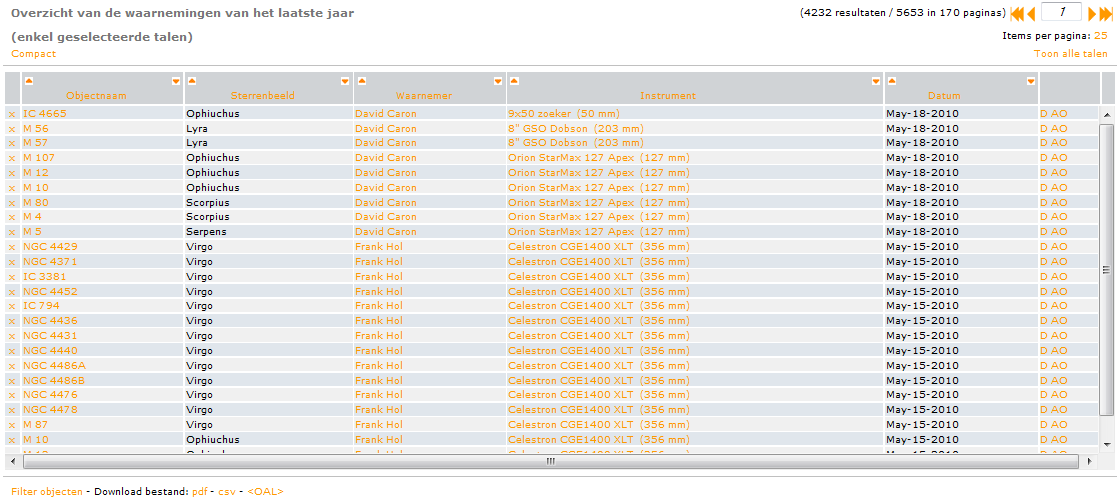 Overzicht van de waarnemingen van het laatste jaar (4232 resultaten / 5653 in 170 paginas) 1
(enkel geselecteerde talen) Items per pagina: 25
Compact Toon alle talen
Objectnaam Sterrenbeeld Waarnemer Instrument Datum
x IC 4665 Ophiuchus David Caron 9x50 zoeker (50 mm) May-18-2010 D AO
x M 56 Lyra David Caron 8" GSO Dobson (203 mm) May-18-2010 D AO
x M 57 Lyra David Caron 8" GSO Dobson (203 mm) May-18-2010 D AO
x M 107 Ophiuchus David Caron Orion StarMax 127 Apex (127 mm) May-18-2010 D AO
x M 12 Ophiuchus David Caron Orion StarMax 127 Apex (127 mm) May-18-2010 D AO
x M 10 Ophiuchus David Caron Orion StarMax 127 Apex (127 mm) May-18-2010 D AO
x M 80 Scorpius David Caron Orion StarMax 127 Apex (127 mm) May-18-2010 D AO
x M 4 Scorpius David Caron Orion StarMax 127 Apex (127 mm) May-18-2010 D AO
x M 5 Serpens David Caron Orion StarMax 127 Apex (127 mm) May-18-2010 D AO
x NGC 4429 Virgo Frank Hol Celestron CGE1400 XLT (356 mm) May-15-2010 D AO
x NGC 4371 Virgo Frank Hol Celestron CGE1400 XLT (356 mm) May-15-2010 D AO
x IC 3381 Virgo Frank Hol Celestron CGE1400 XLT (356 mm) May-15-2010 D AO
x NGC 4452 Virgo Frank Hol Celestron CGE1400 XLT (356 mm) May-15-2010 D AO
x IC 794 Virgo Frank Hol Celestron CGE1400 XLT (356 mm) May-15-2010 D AO
x NGC 4436 Virgo Frank Hol Celestron CGE1400 XLT (356 mm) May-15-2010 D AO
x NGC 4431 Virgo Frank Hol Celestron CGE1400 XLT (356 mm) May-15-2010 D AO
x NGC 4440 Virgo Frank Hol Celestron CGE1400 XLT (356 mm) May-15-2010 D AO
x NGC 4486A Virgo Frank Hol Celestron CGE1400 XLT (356 mm) May-15-2010 D AO
x NGC 4486B Virgo Frank Hol Celestron CGE1400 XLT (356 mm) May-15-2010 D AO
x NGC 4476 Virgo Frank Hol Celestron CGE1400 XLT (356 mm) May-15-2010 D AO
x NGC 4478 Virgo Frank Hol Celestron CGE1400 XLT (356 mm) May-15-2010 D AO
x M 87 Virgo Frank Hol Celestron CGE1400 XLT (356 mm) May-15-2010 D AO
x M 10 Ophiuchus Frank Hol Celestron CGE1400 XLT (356 mm) May-15-2010 D AO
Filter objecten - Download bestand: pdf - csv - <OAL>